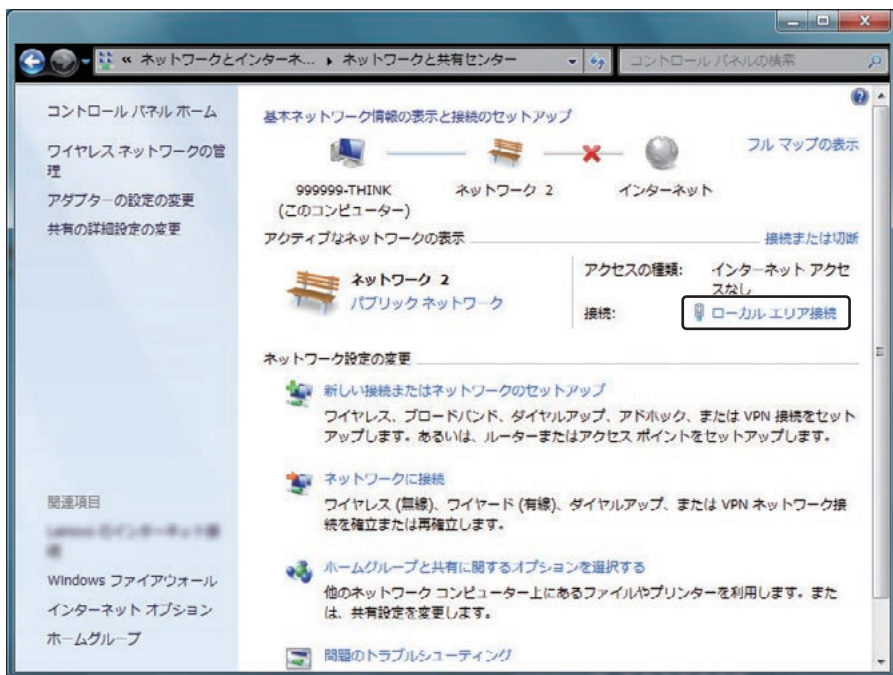 « ネットワークとインターネ... ▸ ネットワークと共有センター
コントロール パネルの検索
コントロール パネル ホーム
ワイヤレス ネットワークの管
理
アダプターの設定の変更
共有の詳細設定の変更
基本ネットワーク情報の表示と接続のセットアップ
フル マップの表示
999999-THINK
(このコンピューター)
ネットワーク 2
インターネット
アクティブなネットワークの表示
接続または切断
ネットワーク 2
パブリック ネットワーク
アクセスの種類:
インターネット アクセ
スなし
接続:
ローカル エリア接続
ネットワーク設定の変更
新しい接続またはネットワークのセットアップ
ワイヤレス、ブロードバンド、ダイヤルアップ、アドホック、または VPN 接続をセット
アップします。あるいは、ルーターまたはアクセス ポイントをセットアップします。
ネットワークに接続
ワイヤレス (無線)、ワイヤード (有線)、ダイヤルアップ、または VPN ネットワーク接
続を確立または再確立します。
ホームグループと共有に関するオプションを選択する
他のネットワーク コンピューター上にあるファイルやプリンターを利用します。また
は、共有設定を変更します。
問題のトラブルシューティング
関連項目
Windows ファイアウォール
インターネット オプション
ホームグループ